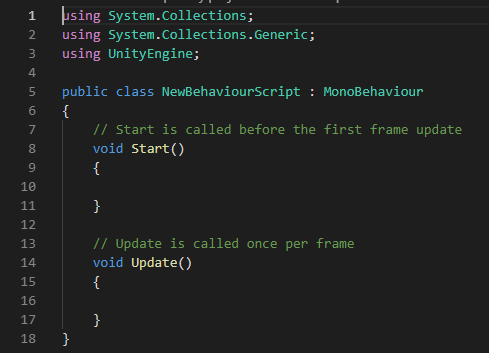 1 using System.Collections;
2 using System.Collections.Generic;
3 using UnityEngine;
4
5 public class NewBehaviourScript : MonoBehaviour
6 {
7     // Start is called before the first frame update
8     void Start()
9     {
10
11     }
12
13     // Update is called once per frame
14     void Update()
15     {
16
17     }
18 }